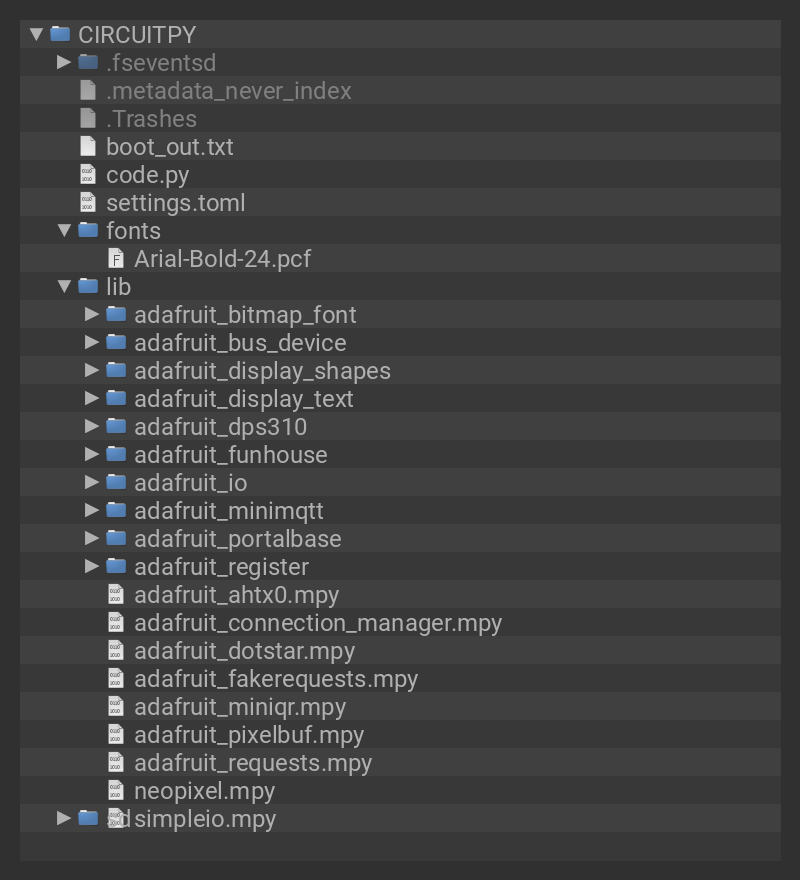 CIRCUITPY
.fseventsd
.metadata_never_index
.Trashes
boot_out.txt
code.py
settings.toml
fonts
Arial-Bold-24.pcf
lib
adafruit_bitmap_font
adafruit_bus_device
adafruit_display_shapes
adafruit_display_text
adafruit_dps310
adafruit_funhouse
adafruit_io
adafruit_minimqtt
adafruit_portalbase
adafruit_register
adafruit_ahtx0.mpy
adafruit_connection_manager.mpy
adafruit_dotstar.mpy
adafruit_fakerequests.mpy
adafruit_miniqr.mpy
adafruit_pixelbuf.mpy
adafruit_requests.mpy
neopixel.mpy
sd simpleio.mpy